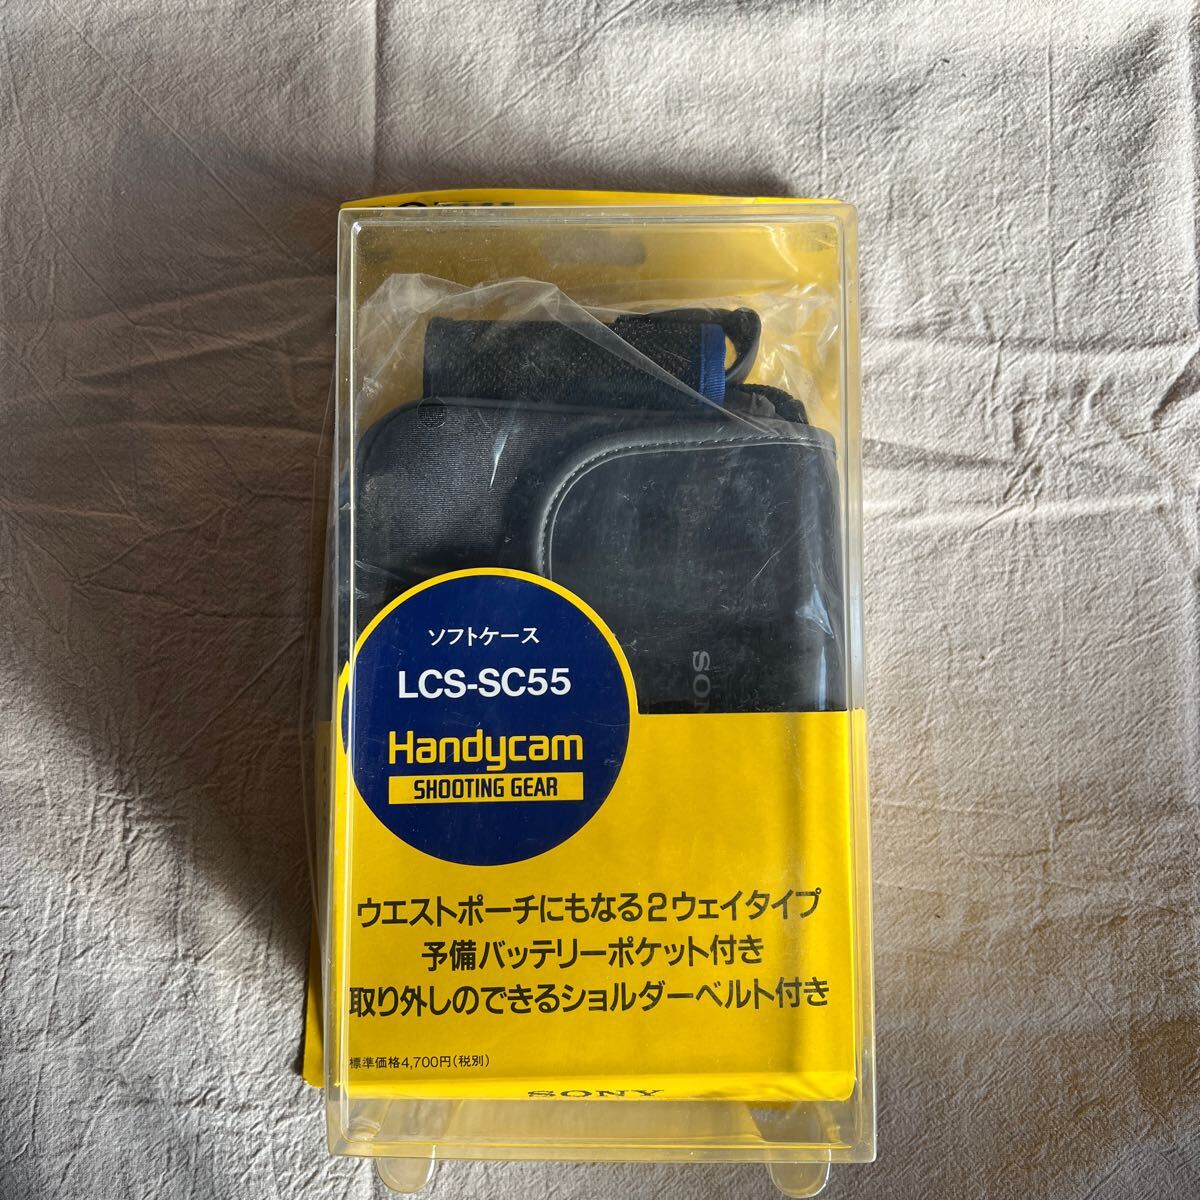 ソフトケース
LCS-SC55
Handycam
SHOOTING GEAR
ウエストポーチにもなる2ウェイタイプ
予備バッテリーポケット付き
取り外しのできるショルダーベルト付き
標準価格4,700円(税別)
SONY